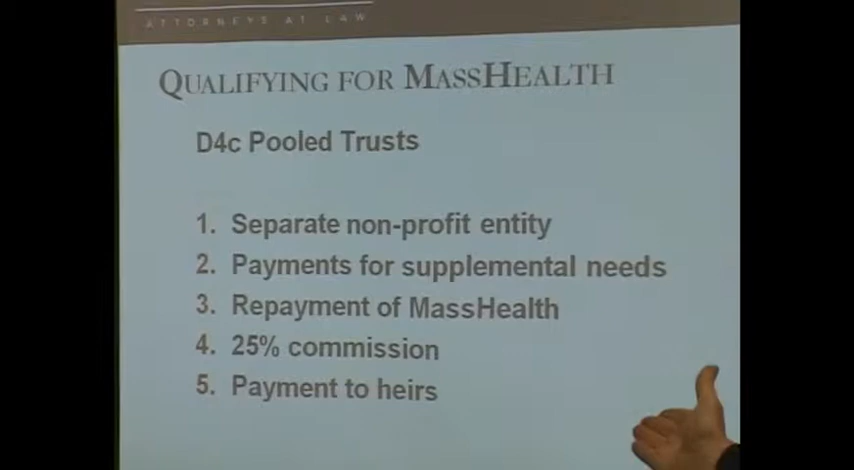 ATTORNEYS AT LAW
QUALIFYING FOR MASSHEALTH
D4c Pooled Trusts
1. Separate non-profit entity
2. Payments for supplemental needs
3. Repayment of MassHealth
4. 25% commission
5. Payment to heirs